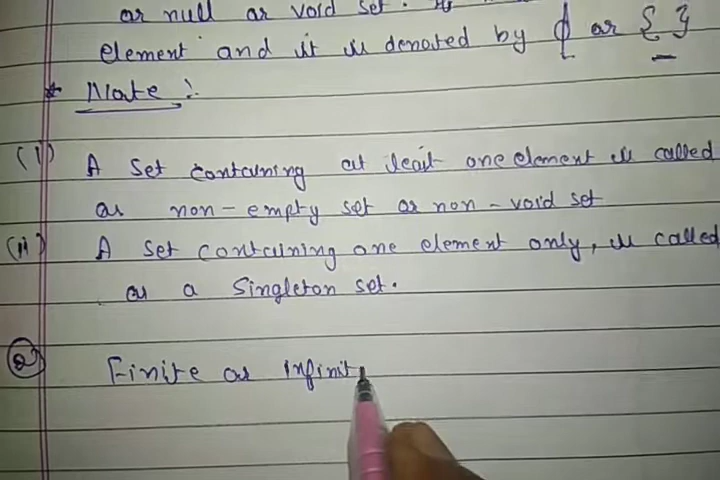 or null or void set. 
element and it is denoted by ϕ or { }
* Note :
(i) A set containing at least one element is called
as non-empty set or non-void set
(ii) A set containing one element only, is called
as a Singleton set.
(2) Finite or infinit